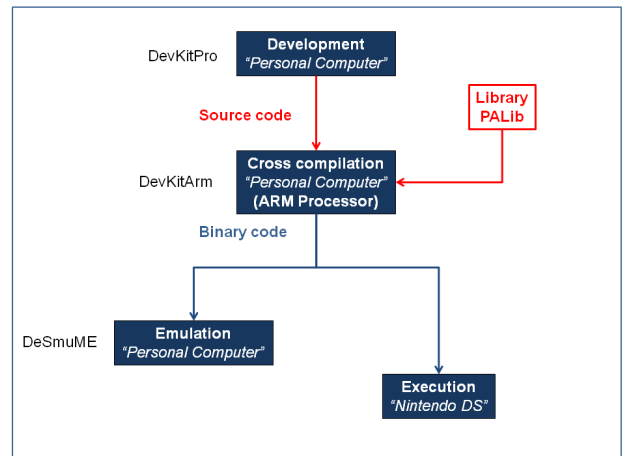 Development
DevKitPro
"Personal Computer"
Source code
Library
PALib
Cross compilation
DevKitArm
"Personal Computer"
(ARM Processor)
Binary code
Emulation
DeSmuME
"Personal Computer"
Execution
"Nintendo DS"